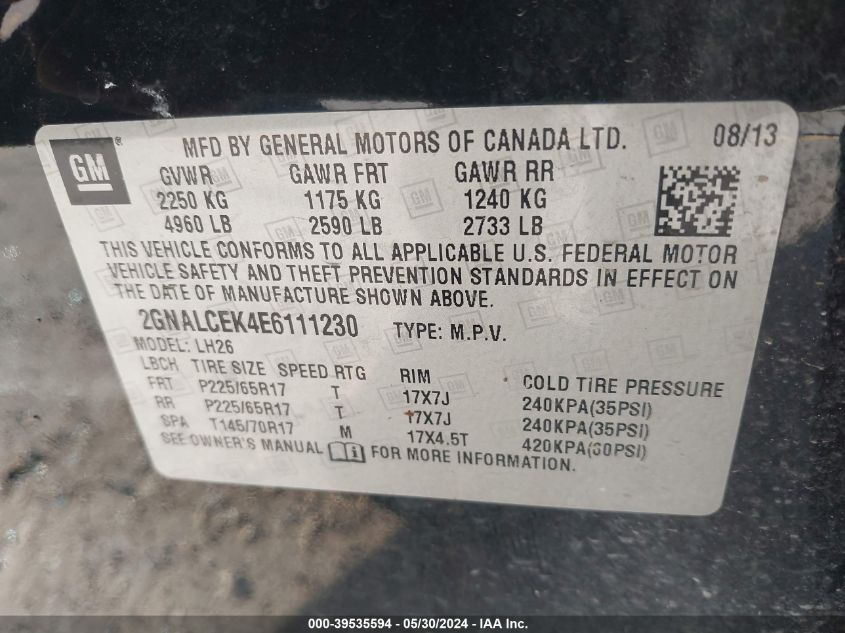 GM ®
MFD BY GENERAL MOTORS OF CANADA LTD. 08/13
GVWR GAWR FRT GAWR RR
2250 KG 1175 KG 1240 KG
4960 LB 2590 LB 2733 LB
THIS VEHICLE CONFORMS TO ALL APPLICABLE U.S. FEDERAL MOTOR
VEHICLE SAFETY AND THEFT PREVENTION STANDARDS IN EFFECT ON
THE DATE OF MANUFACTURE SHOWN ABOVE.
2GNALCEK4E6111230 TYPE: M.P.V.
MODEL: LH26
LBCH TIRE SIZE SPEED RTG RIM COLD TIRE PRESSURE
FRT P225/65R17 T 17X7J 240KPA(35PSI)
RR P225/65R17 T 17X7J 240KPA(35PSI)
SPA T145/70R17 M 17X4.5T 420KPA(60PSI)
SEE OWNER'S MANUAL FOR MORE INFORMATION.
000-39535594 - 05/30/2024 - IAA Inc.